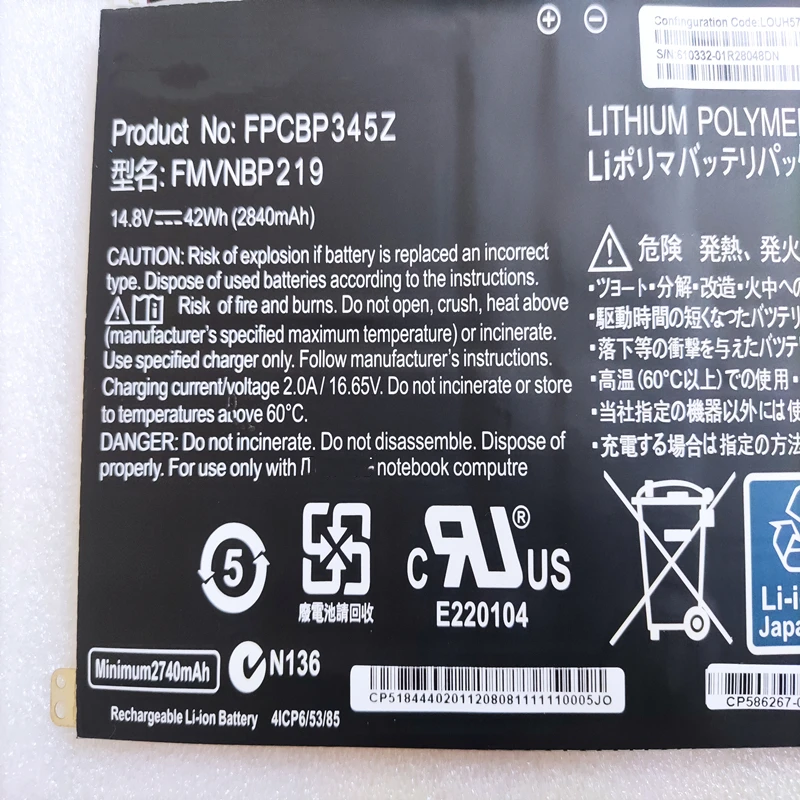 Configuration Code:LOUH57
S/N:610332-01R28048DN
Product No: FPCBP345Z
型名: FMVNBP219
14.8V⎓42Wh (2840mAh)
CAUTION: Risk of explosion if battery is replaced an incorrect
type. Dispose of used batteries according to the instructions.
Risk of fire and burns. Do not open, crush, heat above
(manufacturer's specified maximum temperature) or incinerate.
Use specified charger only. Follow manufacturer's instructions.
Charging current/voltage 2.0A / 16.65V. Do not incinerate or store
to temperatures above 60°C.
DANGER: Do not incinerate. Do not disassemble. Dispose of
properly. For use only with notebook computre
LITHIUM POLYME
Liポリマバッテリパッ
危険 発熱、発火
・ツヨート・分解・改造・火中への
・駆動時間の短くなったバッテリ
・落下等の衝撃を与えたバッテ
・高温(60°C以上)での使用・
・当社指定の機器以外には使
・充電する場合は指定の方法
5
廢電池請回收
C RU ® US
E220104
Li-i
Japa
Minimum2740mAh
N136
Rechargeable Li-ion Battery 4ICP6/53/85
CP51844402011208081111110005JO
CP586267-0